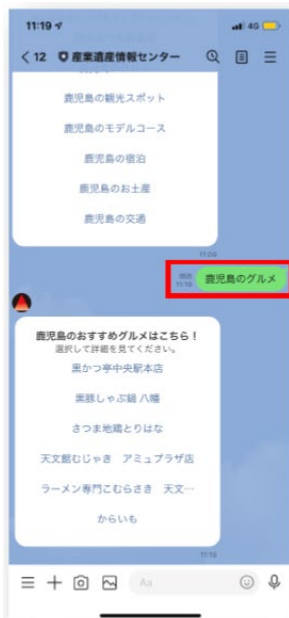 11:19
4G
12
産業遺産情報センター
鹿児島の観光スポット
鹿児島のモデルコース
鹿児島の宿泊
鹿児島のお土産
鹿児島の交通
既読
鹿児島のグルメ
鹿児島のおすすめグルメはこちら！
選択して詳細を見てください。
黒かつ亭中央駅本店
黒豚しゃぶ鍋 八幡
さつま地鶏とりはな
天文館むじゃき アミュプラザ店
ラーメン専門こむらさき 天文…
からいも
Aa